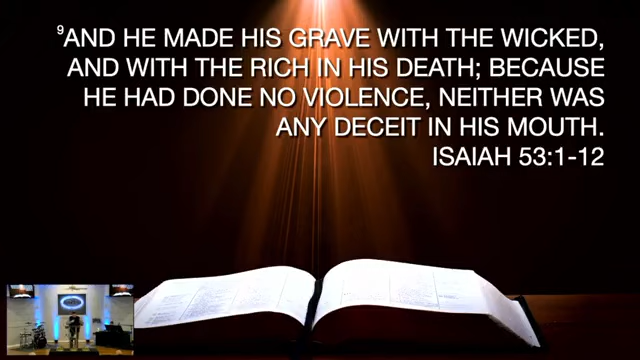 ⁹AND HE MADE HIS GRAVE WITH THE WICKED,
AND WITH THE RICH IN HIS DEATH; BECAUSE
HE HAD DONE NO VIOLENCE, NEITHER WAS
ANY DECEIT IN HIS MOUTH.
ISAIAH 53:1-12